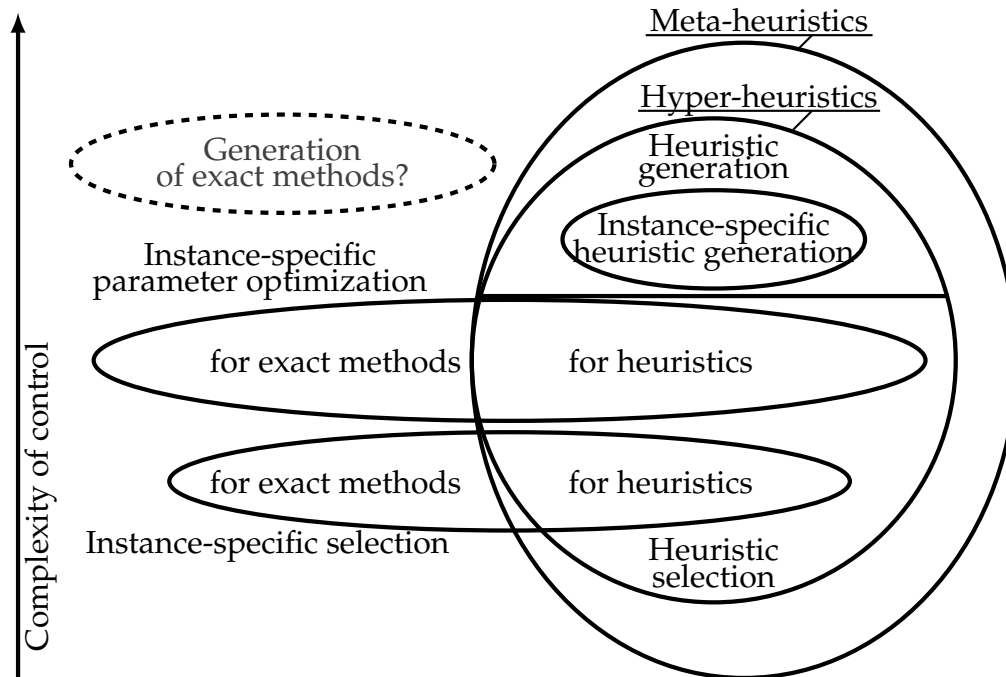 Meta-heuristics
Hyper-heuristics
Heuristic
generation
Generation
of exact methods?
Instance-specific
heuristic generation
Instance-specific
parameter optimization
for exact methods
for heuristics
for exact methods
for heuristics
Instance-specific selection
Heuristic
selection
Complexity of control